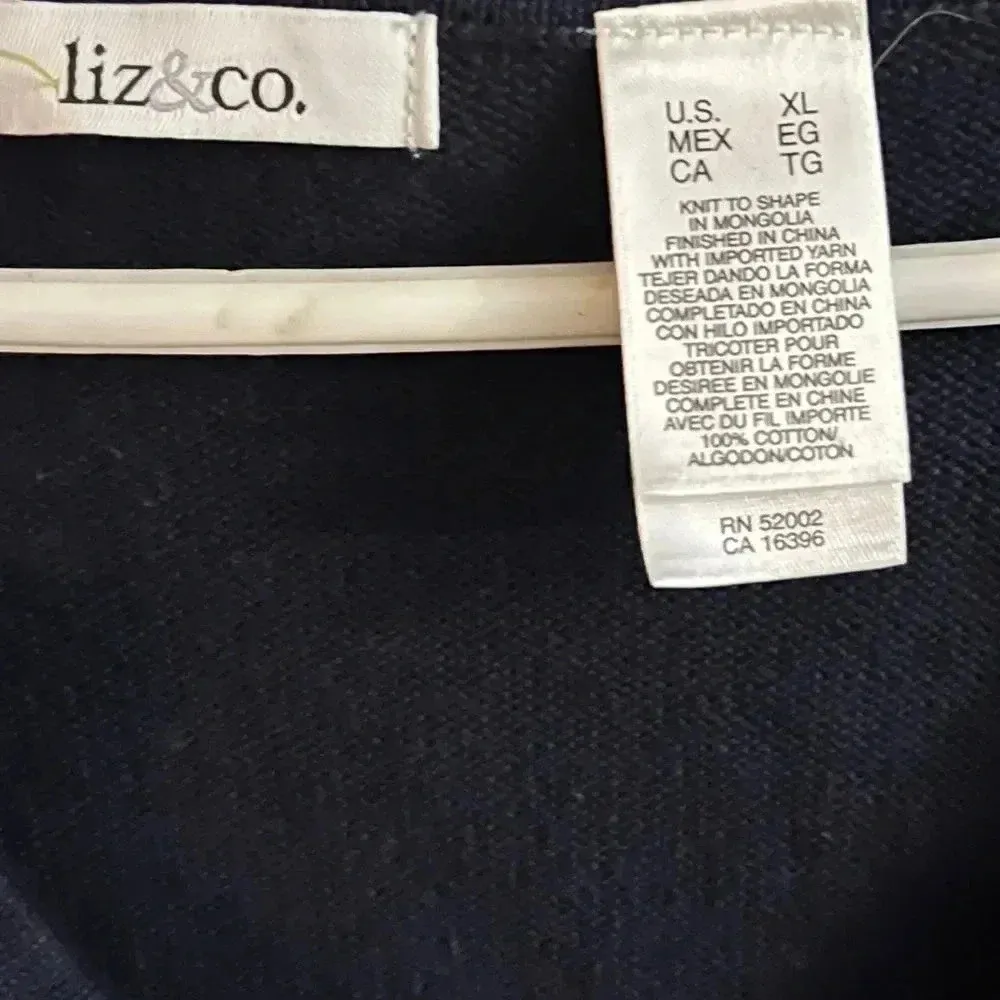 liz&co.
U.S. XL
MEX EG
CA TG
KNIT TO SHAPE
IN MONGOLIA
FINISHED IN CHINA
WITH IMPORTED YARN
TEJER DANDO LA FORMA
DESEADA EN MONGOLIA
COMPLETADO EN CHINA
CON HILO IMPORTADO
TRICOTER POUR
OBTENIR LA FORME
DESIREE EN MONGOLIE
COMPLETE EN CHINE
AVEC DU FIL IMPORTE
100% COTTON/
ALGODON/COTON
RN 52002
CA 16396